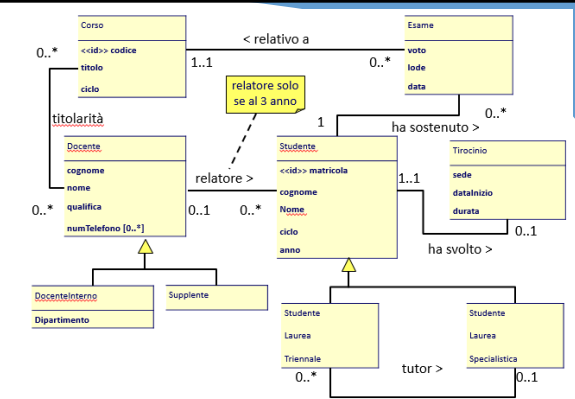 Corso
<<id>> codice
titolo
ciclo
0..*
1..1
< relativo a
0..*
Esame
voto
lode
data
relatore solo
se al 3 anno
titolarità
1
ha sostenuto >
0..*
Docente
cognome
nome
qualifica
numTelefono [0..*]
0..*
relatore >
0..1
0..*
Studente
<<id>> matricola
cognome
Nome
ciclo
anno
1..1
Tirocinio
sede
dataInizio
durata
0..1
ha svolto >
DocenteInterno
Dipartimento
Supplente
Studente
Laurea
Triennale
0..*
tutor >
Studente
Laurea
Specialistica
0..1